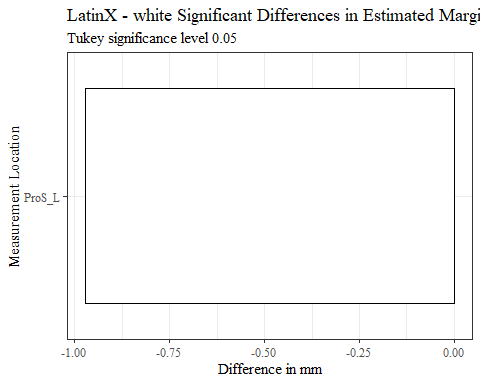 LatinX - white Significant Differences in Estimated Margi
Tukey significance level 0.05
Measurement Location
ProS_L
-1.00 -0.75 -0.50 -0.25 0.00
Difference in mm